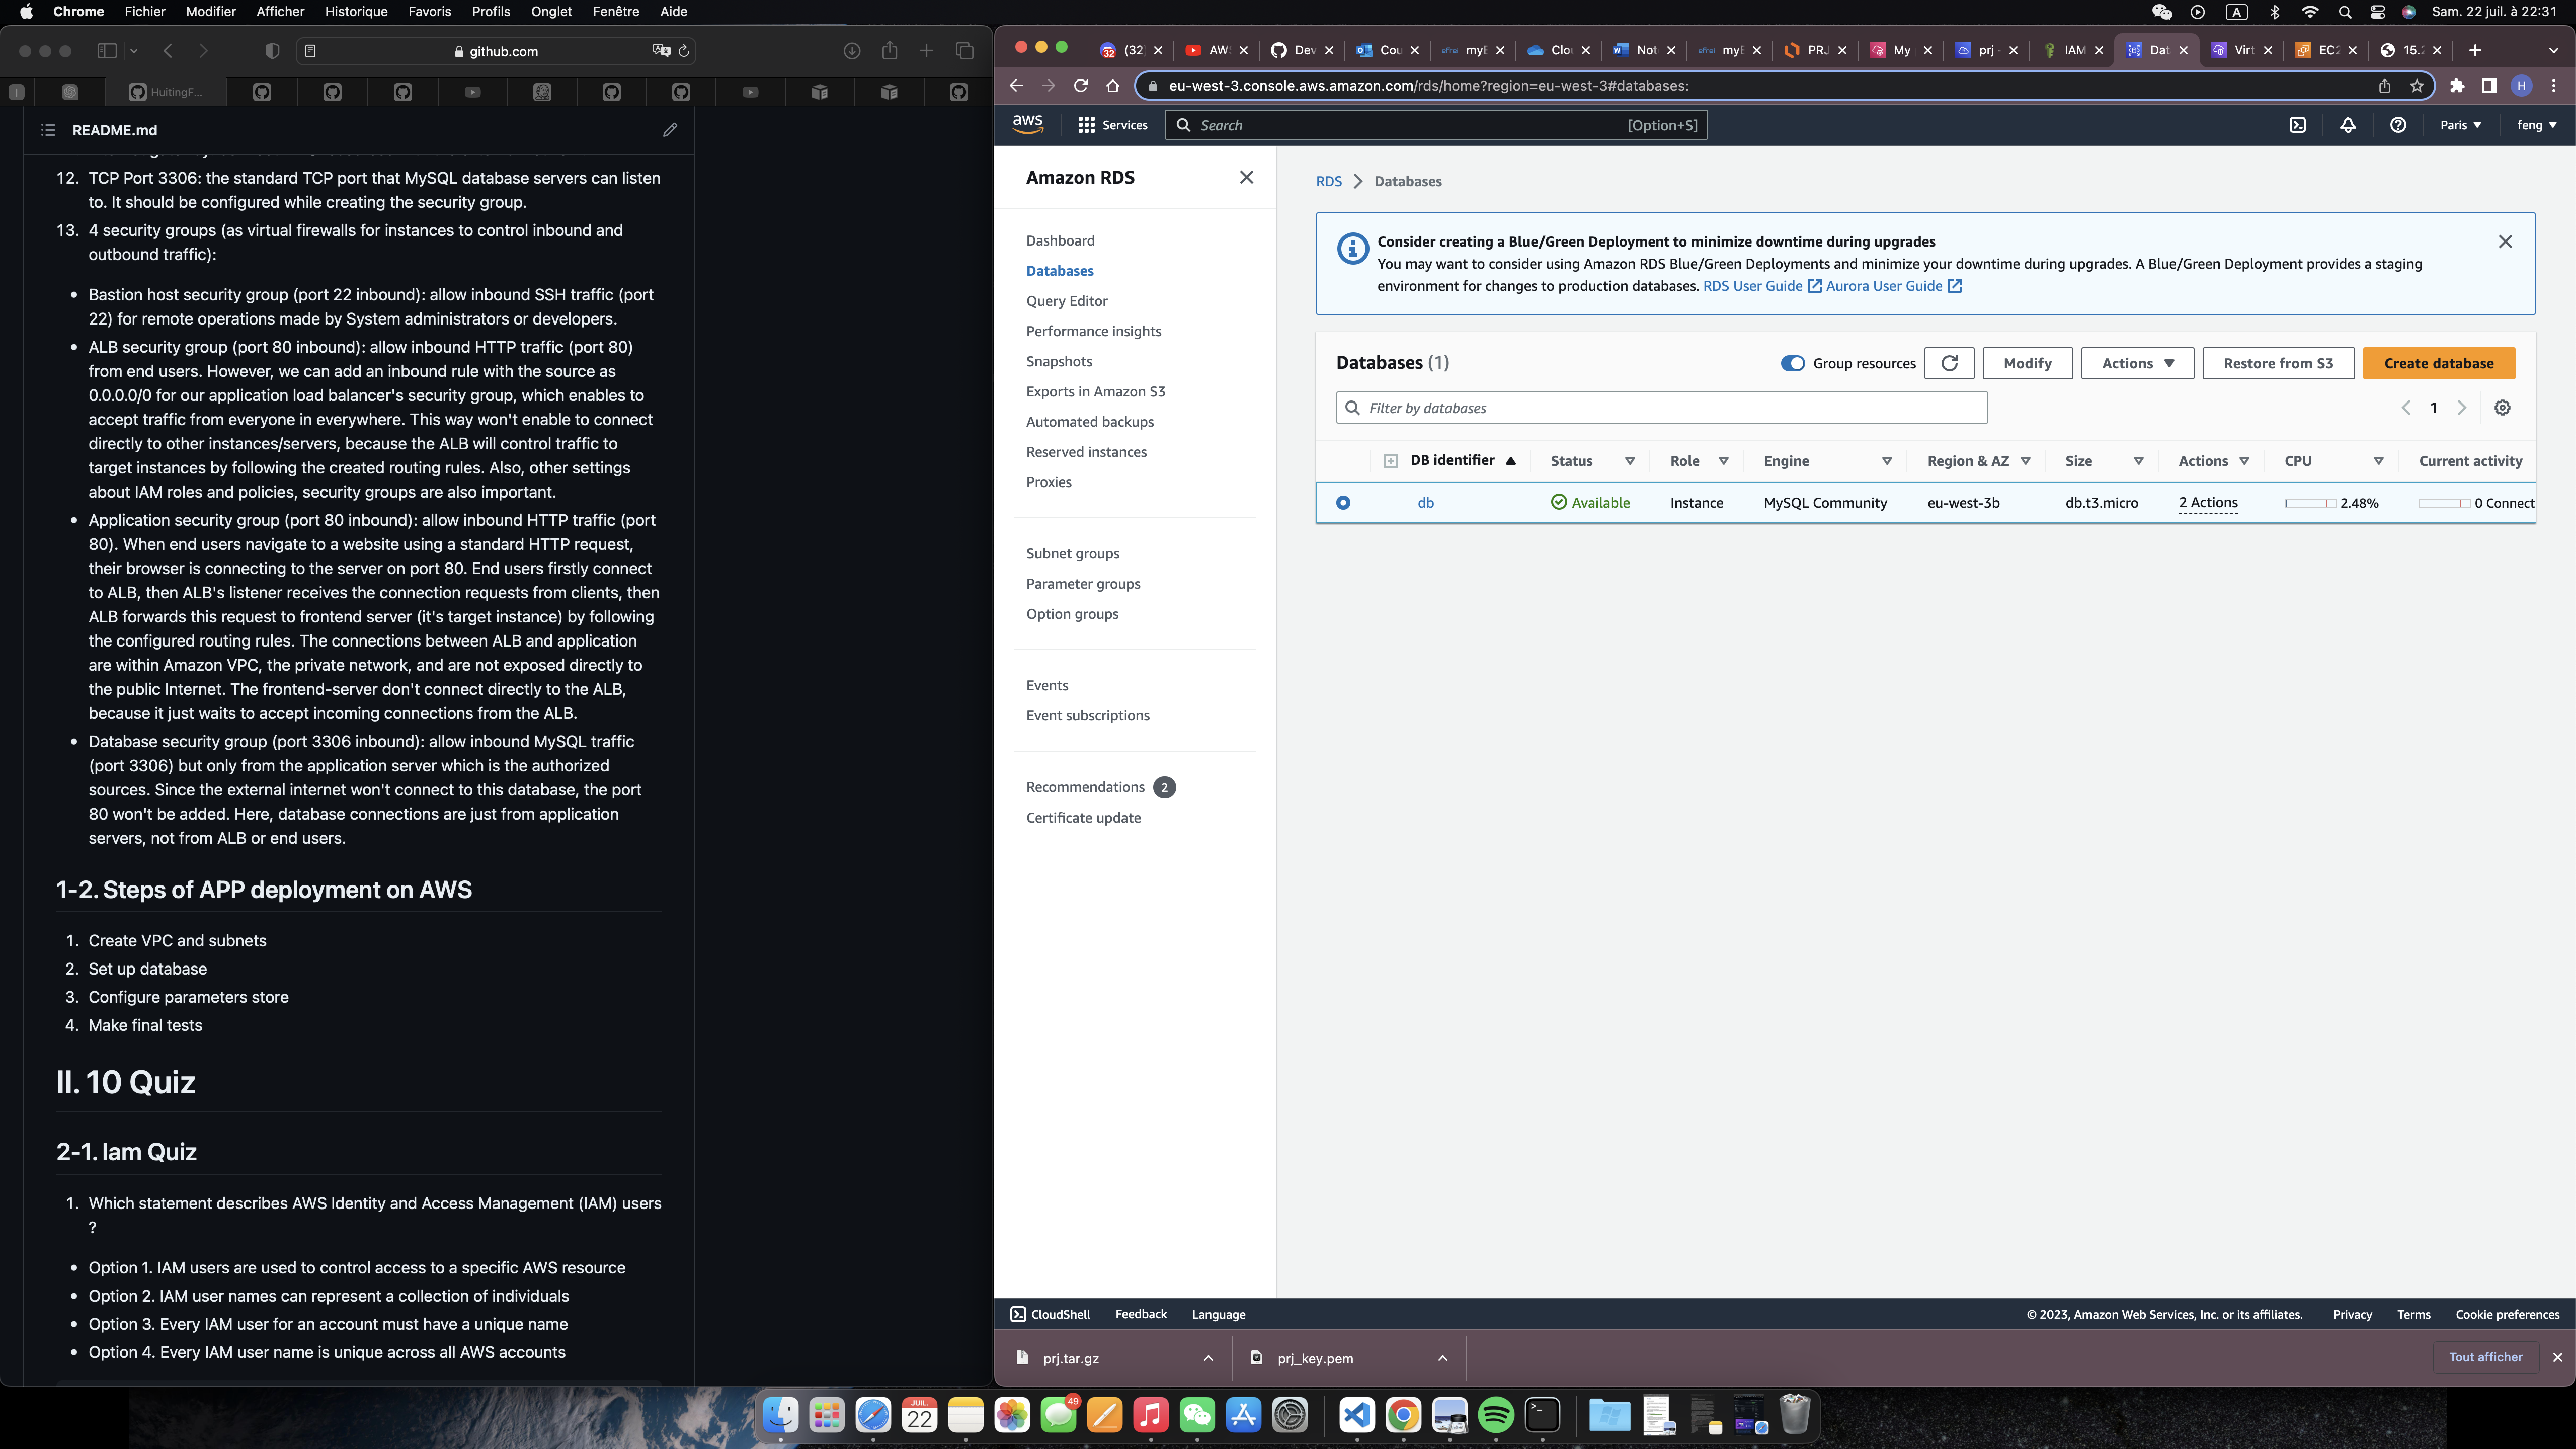 Chrome Fichier Modifier Afficher Historique Favoris Profils Onglet Fenêtre Aide
A
Sam. 22 juil. à 22:31
github.com
HuitingF...
README.md
12. TCP Port 3306: the standard TCP port that MySQL database servers can listen
to. It should be configured while creating the security group.
13. 4 security groups (as virtual firewalls for instances to control inbound and
outbound traffic):
Bastion host security group (port 22 inbound): allow inbound SSH traffic (port
22) for remote operations made by System administrators or developers.
ALB security group (port 80 inbound): allow inbound HTTP traffic (port 80)
from end users. However, we can add an inbound rule with the source as
0.0.0.0/0 for our application load balancer's security group, which enables to
accept traffic from everyone in everywhere. This way won't enable to connect
directly to other instances/servers, because the ALB will control traffic to
target instances by following the created routing rules. Also, other settings
about IAM roles and policies, security groups are also important.
Application security group (port 80 inbound): allow inbound HTTP traffic (port
80). When end users navigate to a website using a standard HTTP request,
their browser is connecting to the server on port 80. End users firstly connect
to ALB, then ALB's listener receives the connection requests from clients, then
ALB forwards this request to frontend server (it's target instance) by following
the configured routing rules. The connections between ALB and application
are within Amazon VPC, the private network, and are not exposed directly to
the public Internet. The frontend-server don't connect directly to the ALB,
because it just waits to accept incoming connections from the ALB.
Database security group (port 3306 inbound): allow inbound MySQL traffic
(port 3306) but only from the application server which is the authorized
sources. Since the external internet won't connect to this database, the port
80 won't be added. Here, database connections are just from application
servers, not from ALB or end users.
1-2. Steps of APP deployment on AWS
1. Create VPC and subnets
2. Set up database
3. Configure parameters store
4. Make final tests
II. 10 Quiz
2-1. Iam Quiz
1. Which statement describes AWS Identity and Access Management (IAM) users
?
Option 1. IAM users are used to control access to a specific AWS resource
Option 2. IAM user names can represent a collection of individuals
Option 3. Every IAM user for an account must have a unique name
Option 4. Every IAM user name is unique across all AWS accounts
32 (32 AW Dev Cou efrei myE Clou Not efrei myE PRJ My prj IAM Dat Virt EC2 15.
eu-west-3.console.aws.amazon.com/rds/home?region=eu-west-3#databases:
H
aws Services Search [Option+S] Paris feng
Amazon RDS
Dashboard
Databases
Query Editor
Performance insights
Snapshots
Exports in Amazon S3
Automated backups
Reserved instances
Proxies
Subnet groups
Parameter groups
Option groups
Events
Event subscriptions
Recommendations 2
Certificate update
RDS Databases
Consider creating a Blue/Green Deployment to minimize downtime during upgrades
You may want to consider using Amazon RDS Blue/Green Deployments and minimize your downtime during upgrades. A Blue/Green Deployment provides a staging
environment for changes to production databases. RDS User Guide Aurora User Guide
Databases (1) Group resources Modify Actions Restore from S3 Create database
Filter by databases 1
DB identifier Status Role Engine Region & AZ Size Actions CPU Current activity
db Available Instance MySQL Community eu-west-3b db.t3.micro 2 Actions 2.48% 0 Connect
CloudShell Feedback Language © 2023, Amazon Web Services, Inc. or its affiliates. Privacy Terms Cookie preferences
prj.tar.gz prj_key.pem Tout afficher
JUIL. 22
49